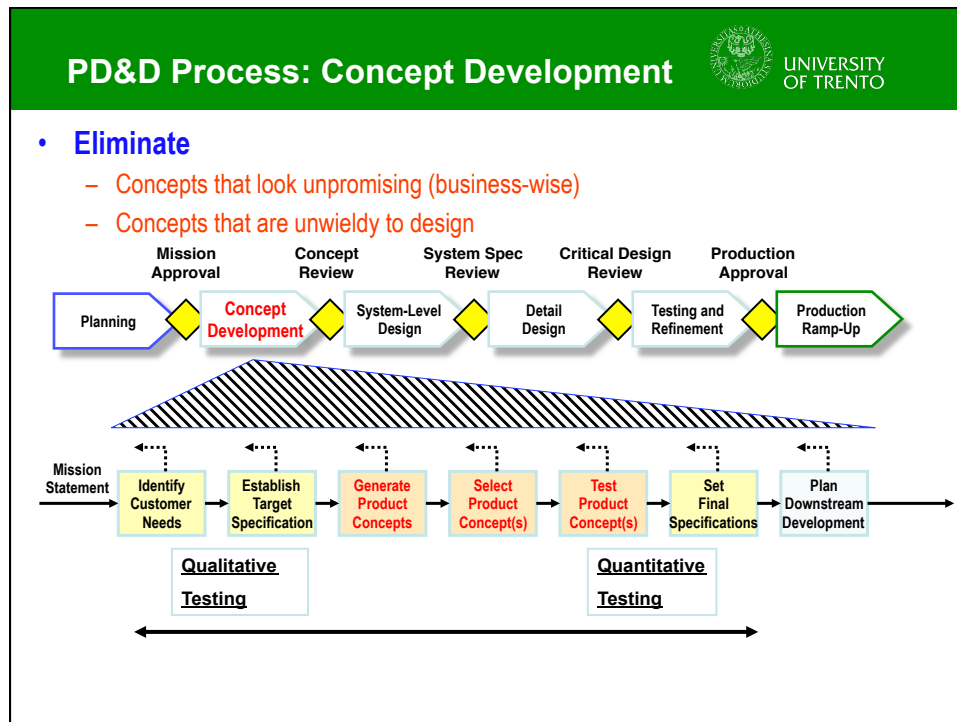 PD&D Process: Concept Development
UNIVERSITY
OF TRENTO
• Eliminate
– Concepts that look unpromising (business-wise)
– Concepts that are unwieldy to design
Mission
Approval
Concept
Review
System Spec
Review
Critical Design
Review
Production
Approval
Planning
Concept
Development
System-Level
Design
Detail
Design
Testing and
Refinement
Production
Ramp-Up
Mission
Statement
Identify
Customer
Needs
Establish
Target
Specification
Generate
Product
Concepts
Select
Product
Concept(s)
Test
Product
Concept(s)
Set
Final
Specifications
Plan
Downstream
Development
Qualitative
Testing
Quantitative
Testing